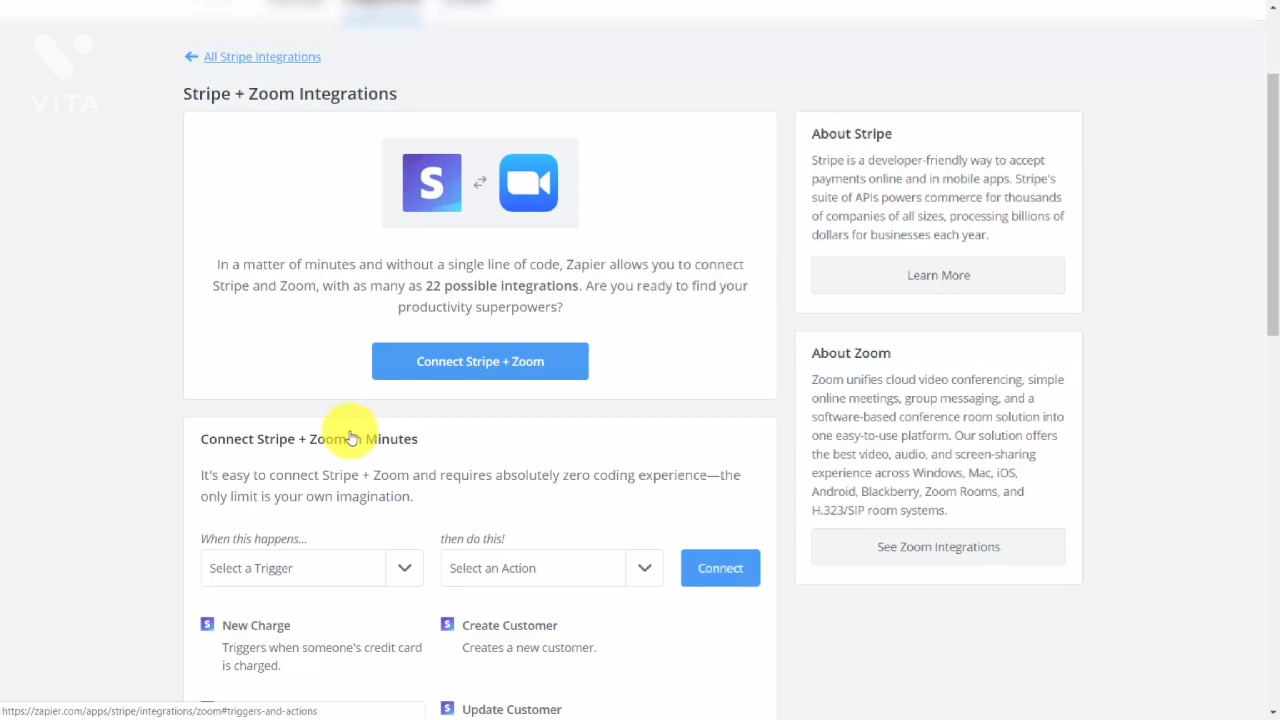 VITA
All Stripe Integrations
Stripe + Zoom Integrations
S
In a matter of minutes and without a single line of code, Zapier allows you to connect
Stripe and Zoom, with as many as 22 possible integrations. Are you ready to find your
productivity superpowers?
Connect Stripe + Zoom
Connect Stripe + Zoom Minutes
It's easy to connect Stripe + Zoom and requires absolutely zero coding experience—the
only limit is your own imagination.
When this happens...
then do this!
Select a Trigger
Select an Action
Connect
S New Charge
Triggers when someone's credit card
is charged.
S Create Customer
Creates a new customer.
S Update Customer
About Stripe
Stripe is a developer-friendly way to accept
payments online and in mobile apps. Stripe's
suite of APIs powers commerce for thousands
of companies of all sizes, processing billions of
dollars for businesses each year.
Learn More
About Zoom
Zoom unifies cloud video conferencing, simple
online meetings, group messaging, and a
software-based conference room solution into
one easy-to-use platform. Our solution offers
the best video, audio, and screen-sharing
experience across Windows, Mac, iOS,
Android, Blackberry, Zoom Rooms, and
H.323/SIP room systems.
See Zoom Integrations
https://zapier.com/apps/stripe/integrations/zoom#triggers-and-actions